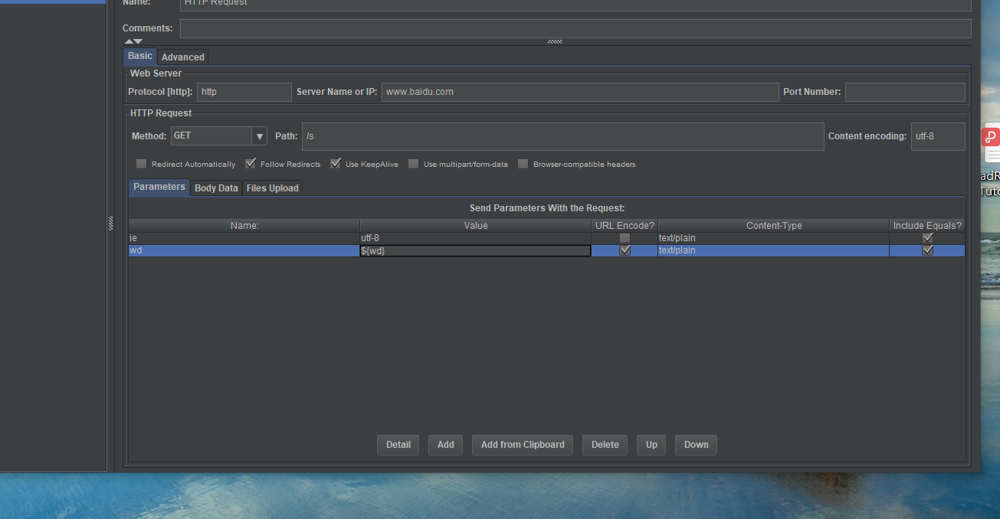 Name: HTTP Request
Comments:
Basic Advanced
Web Server
Protocol [http]: http Server Name or IP: www.baidu.com Port Number:
HTTP Request
Method: GET Path: /s Content encoding: utf-8
Redirect Automatically Follow Redirects Use KeepAlive Use multipart/form-data Browser-compatible headers
Parameters Body Data Files Upload
Send Parameters With the Request:
Name: Value URL Encode? Content-Type Include Equals?
ie utf-8 text/plain
wd ${wd} text/plain
Detail Add Add from Clipboard Delete Up Down